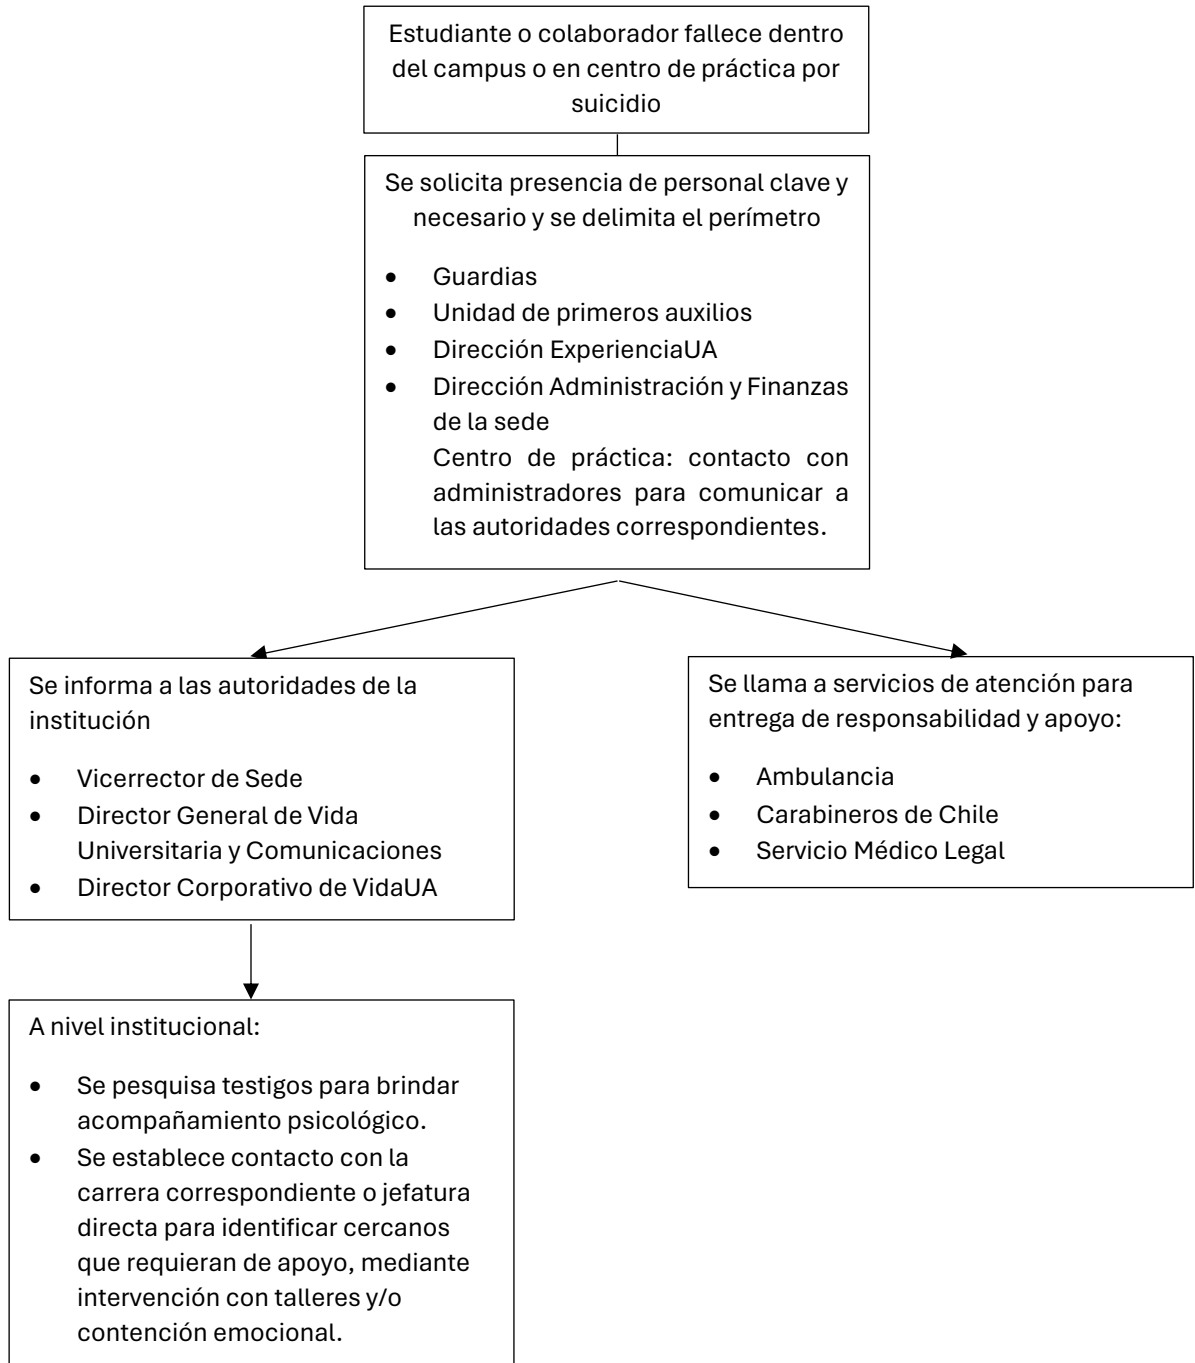 Estudiante o colaborador fallece dentro
del campus o en centro de práctica por
suicidio
Se solicita presencia de personal clave y
necesario y se delimita el perímetro
• Guardias
• Unidad de primeros auxilios
• Dirección ExperienciaUA
• Dirección Administración y Finanzas
de la sede
Centro de práctica: contacto con
administradores para comunicar a
las autoridades correspondientes.
Se informa a las autoridades de la
institución
• Vicerrector de Sede
• Director General de Vida
Universitaria y Comunicaciones
• Director Corporativo de VidaUA
Se llama a servicios de atención para
entrega de responsabilidad y apoyo:
• Ambulancia
• Carabineros de Chile
• Servicio Médico Legal
A nivel institucional:
• Se pesquisa testigos para brindar
acompañamiento psicológico.
• Se establece contacto con la
carrera correspondiente o jefatura
directa para identificar cercanos
que requieran de apoyo, mediante
intervención con talleres y/o
contención emocional.